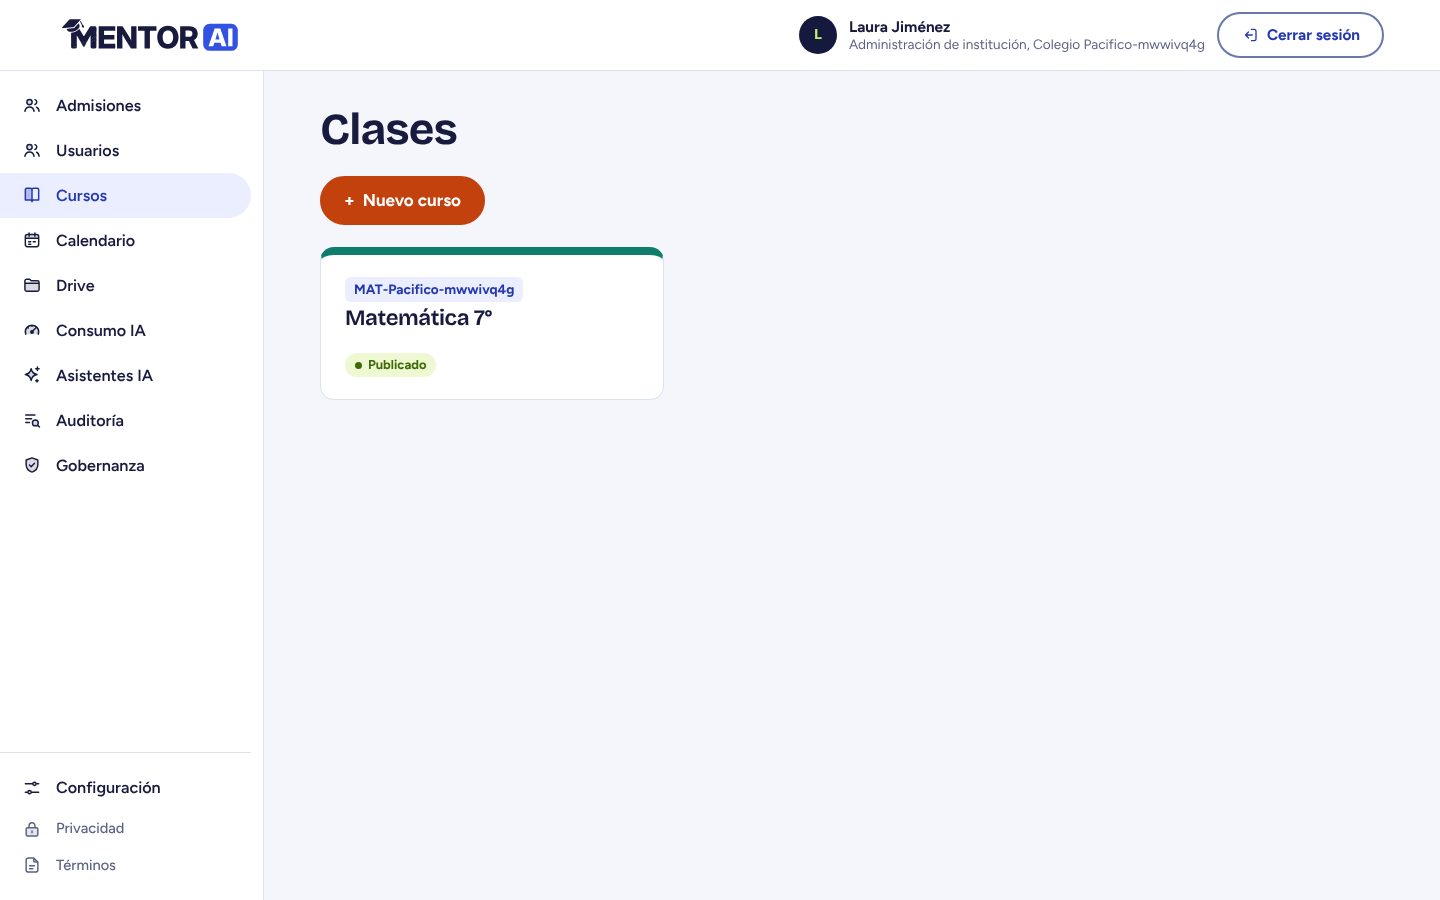 MENTOR AI
L
Laura Jiménez
Administración de institución, Colegio Pacifico-mwwivq4g
Cerrar sesión
Admisiones
Usuarios
Cursos
Calendario
Drive
Consumo IA
Asistentes IA
Auditoría
Gobernanza
Configuración
Privacidad
Términos
Clases
+ Nuevo curso
MAT-Pacifico-mwwivq4g
Matemática 7°
Publicado